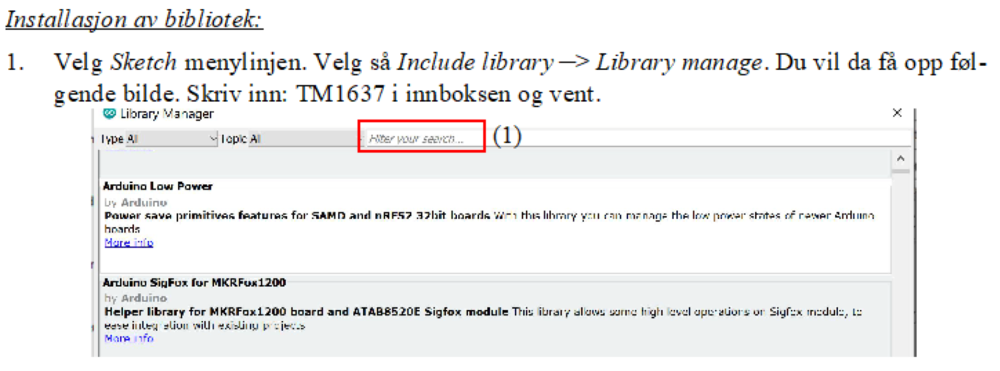 Installasjon av bibliotek:
1. Velg Sketch menylinjen. Velg så Include library —> Library manage. Du vil da få opp føl-
gende bilde. Skriv inn: TM1637 i innboksen og vent.
Library Manager
Type All Topic All Filter your search... (1)
Arduino Low Power
by Arduino
Power save primitives features for SAMD and nRF52 32bit boards With this library you can manage the low power states of newer Arduino
boards
More info
Arduino SigFox for MKRFox1200
by Arduino
Helper library for MKRFox1200 board and ATAB8520E Sigfox module This library allows some high level operations on Sigfox module, to
ease integration with existing projects
More info